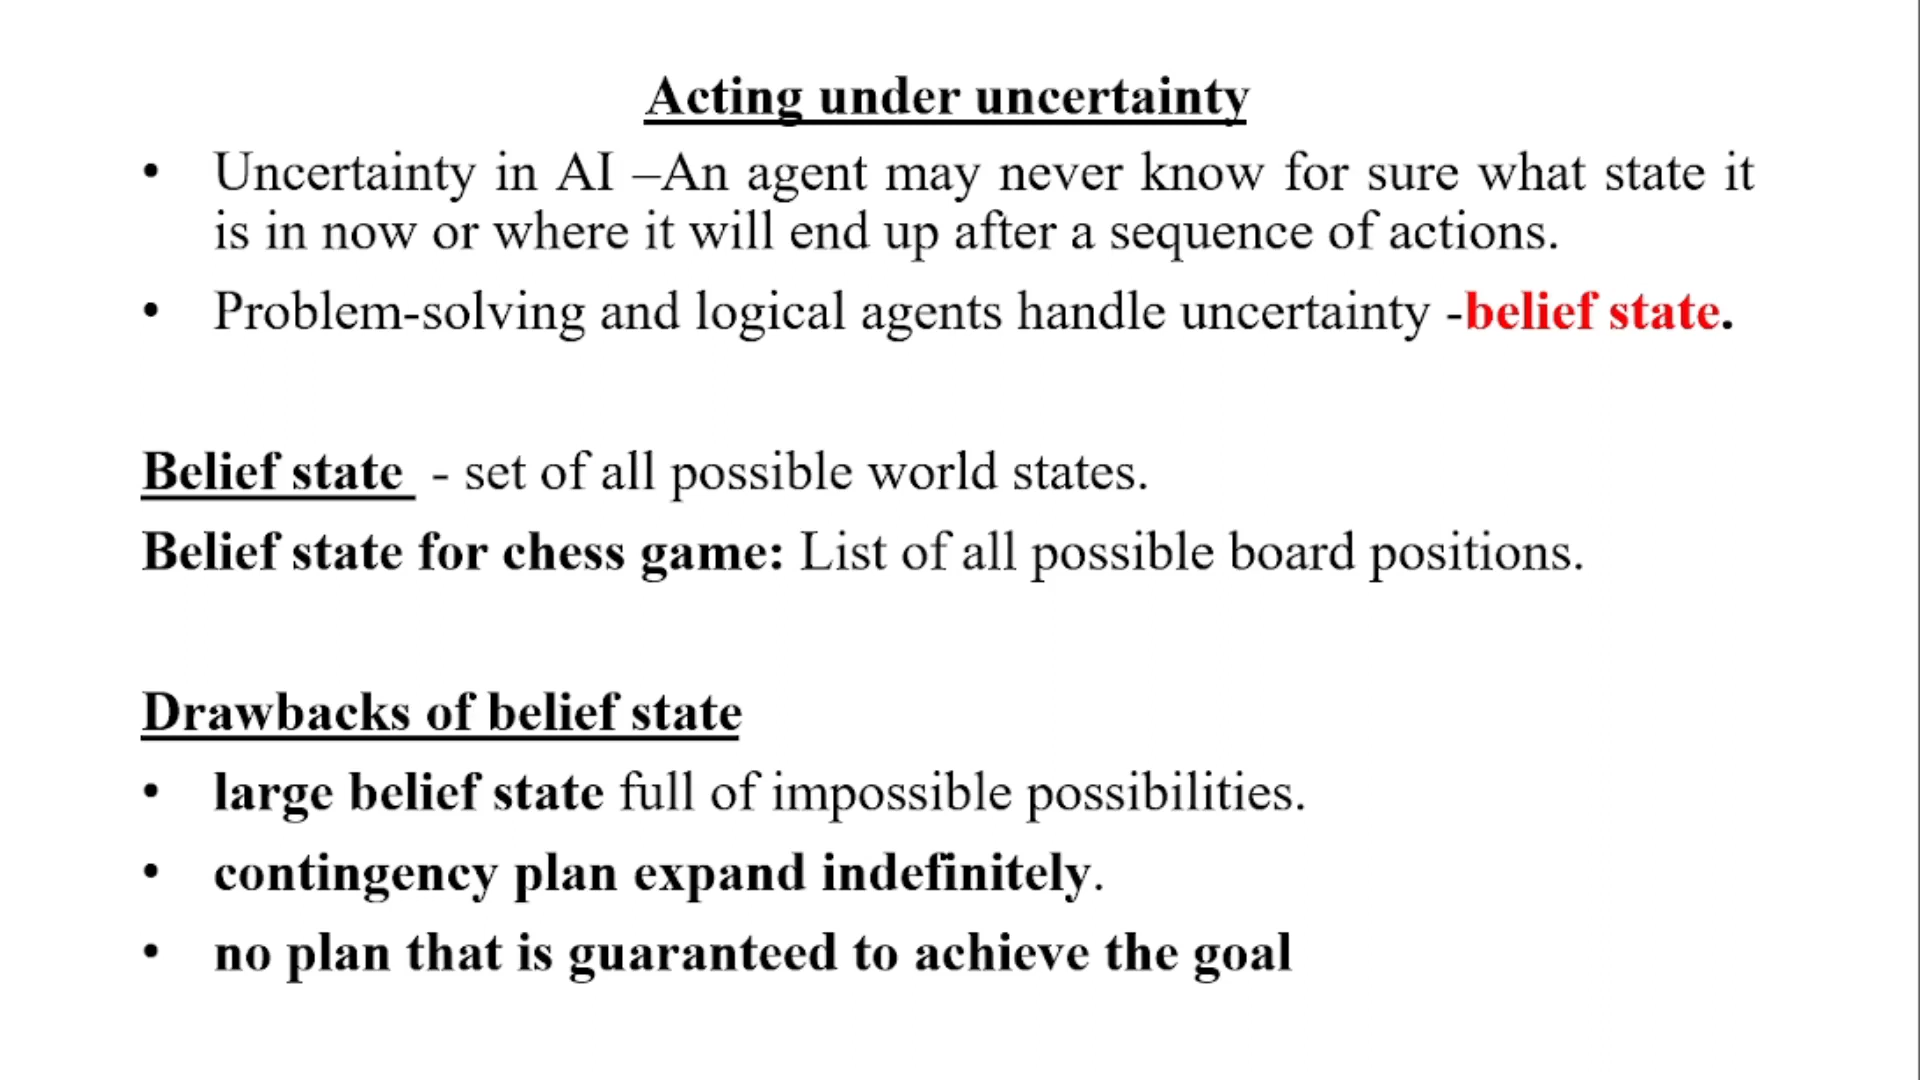 Acting under uncertainty
• Uncertainty in AI –An agent may never know for sure what state it
is in now or where it will end up after a sequence of actions.
• Problem-solving and logical agents handle uncertainty -belief state.
Belief state - set of all possible world states.
Belief state for chess game: List of all possible board positions.
Drawbacks of belief state
• large belief state full of impossible possibilities.
• contingency plan expand indefinitely.
• no plan that is guaranteed to achieve the goal